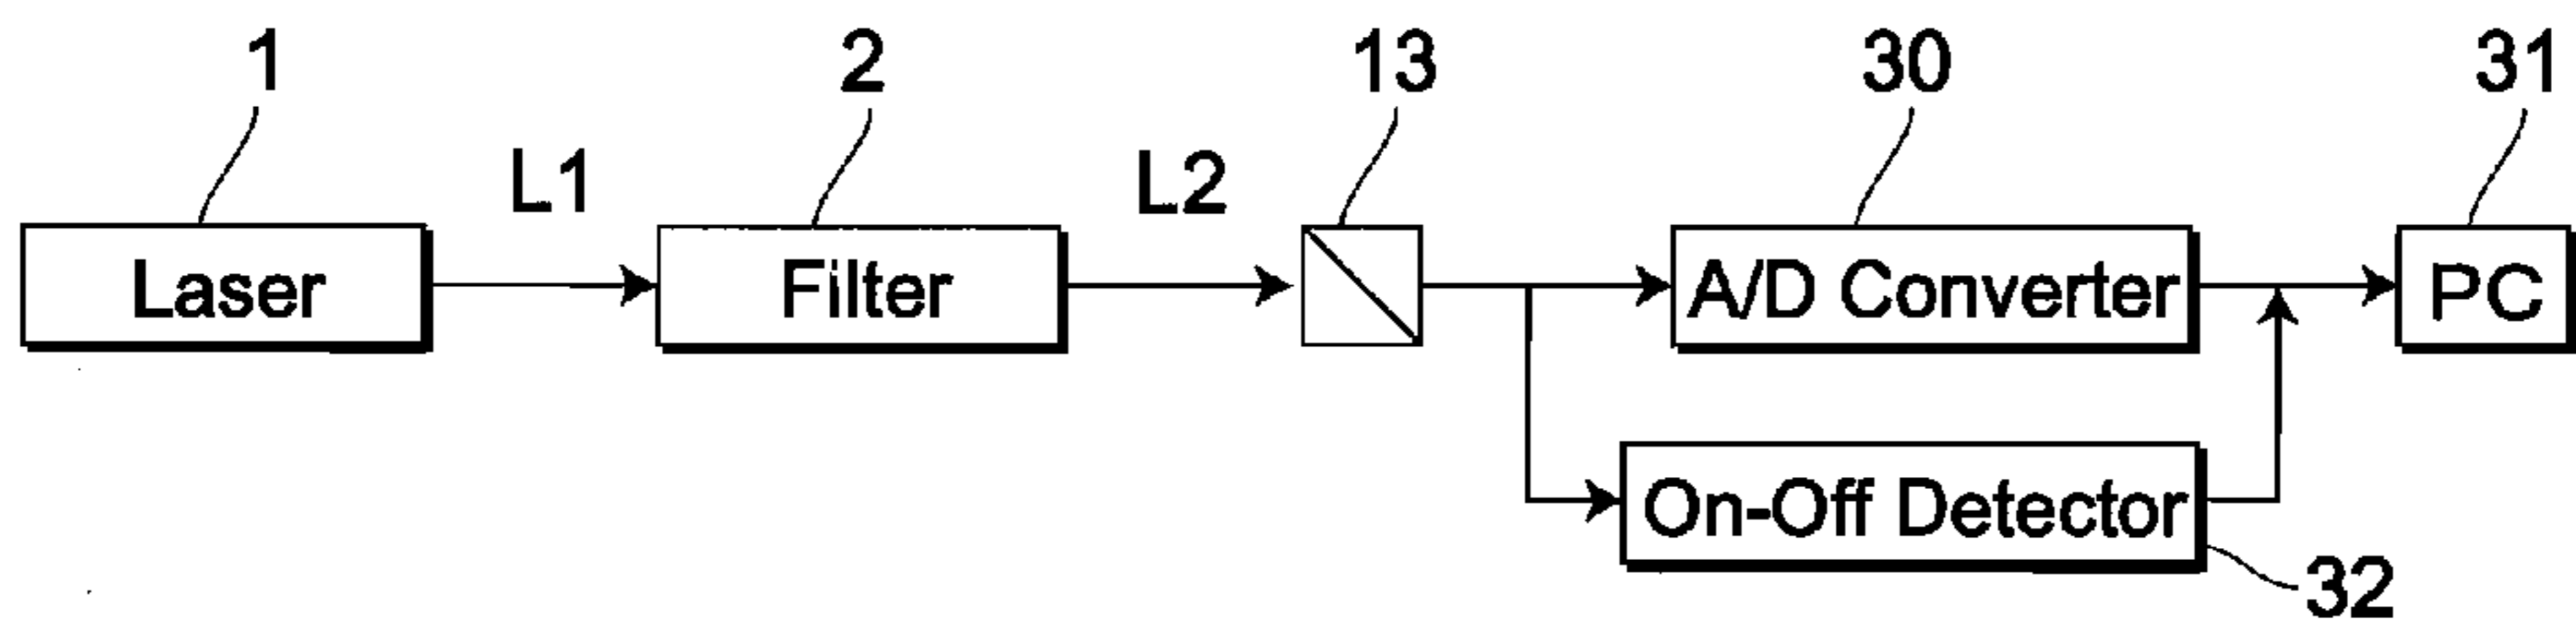 1 2 13 30 31
L1 L2
Laser Filter A/D Converter PC
On-Off Detector
32